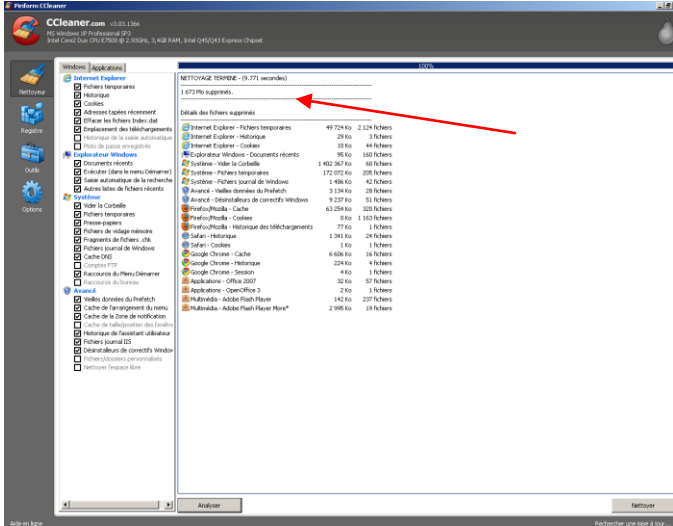 Piriform CCleaner
CCleaner.com v3.03.1366
MS Windows XP Professional SP3
Intel Core2 Duo CPU E7500 @ 2.93GHz, 3,4GB RAM, Intel Q45/Q43 Express Chipset
Nettoyeur
Registre
Outils
Options
Windows Applications
Internet Explorer
Fichiers temporaires
Historique
Cookies
Adresses tapées récemment
Effacer les fichiers Index.dat
Emplacement des téléchargements
Historique de la saisie automatique
Mots de passe enregistrés
Explorateur Windows
Documents récents
Exécuter (dans le menu Démarrer)
Saisie automatique de la recherche
Autres listes de fichiers récents
Système
Vider la Corbeille
Fichiers temporaires
Presse-papiers
Fichiers de vidage mémoire
Fragments de fichiers .chk
Fichiers journal de Windows
Cache DNS
Comptes FTP
Raccourcis du Menu Démarrer
Raccourcis du bureau
Avancé
Vieilles données du Prefetch
Cache de l'arrangement du menu
Cache de la Zone de notification
Cache de taille/position des fenêtre
Historique de l'assistant utilisateur
Fichiers journal IIS
Désinstalleurs de correctifs Window
Fichiers/dossiers personnalisés
Nettoyer l'espace libre
100%
NETTOYAGE TERMINE - (9.771 secondes)
1 673 Mo supprimés.
Détails des fichiers supprimés
Internet Explorer - Fichiers temporaires 49 724 Ko 2 124 fichiers
Internet Explorer - Historique 29 Ko 3 fichiers
Internet Explorer - Cookies 10 Ko 44 fichiers
Explorateur Windows - Documents récents 95 Ko 160 fichiers
Système - Vider la Corbeille 1 402 367 Ko 60 fichiers
Système - Fichiers temporaires 172 072 Ko 205 fichiers
Système - Fichiers journal de Windows 1 486 Ko 42 fichiers
Avancé - Vieilles données du Prefetch 3 134 Ko 28 fichiers
Avancé - Désinstalleurs de correctifs Windows 9 237 Ko 51 fichiers
Firefox/Mozilla - Cache 63 254 Ko 320 fichiers
Firefox/Mozilla - Cookies 0 Ko 1 163 fichiers
Firefox/Mozilla - Historique des téléchargements 77 Ko 1 fichiers
Safari - Historique 1 341 Ko 24 fichiers
Safari - Cookies 1 Ko 1 fichiers
Google Chrome - Cache 6 606 Ko 16 fichiers
Google Chrome - Historique 224 Ko 4 fichiers
Google Chrome - Session 4 Ko 1 fichiers
Applications - Office 2007 32 Ko 57 fichiers
Applications - OpenOffice 3 2 Ko 1 fichiers
Multimédia - Adobe Flash Player 142 Ko 237 fichiers
Multimédia - Adobe Flash Player More* 2 995 Ko 19 fichiers
Analyser
Nettoyer
Aide en ligne
Rechercher une mise à jour...